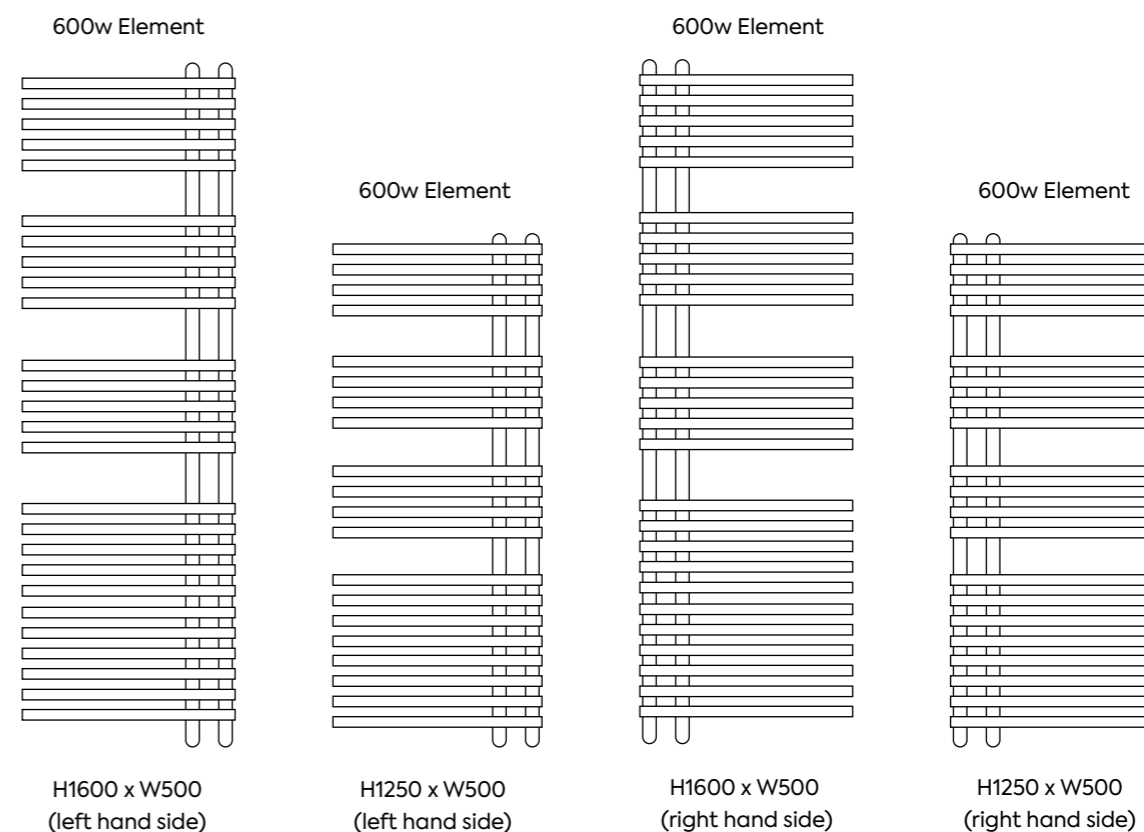 600w Element
600w Element
600w Element
600w Element
H1600 x W500
(left hand side)
H1250 x W500
(left hand side)
H1600 x W500
(right hand side)
H1250 x W500
(right hand side)